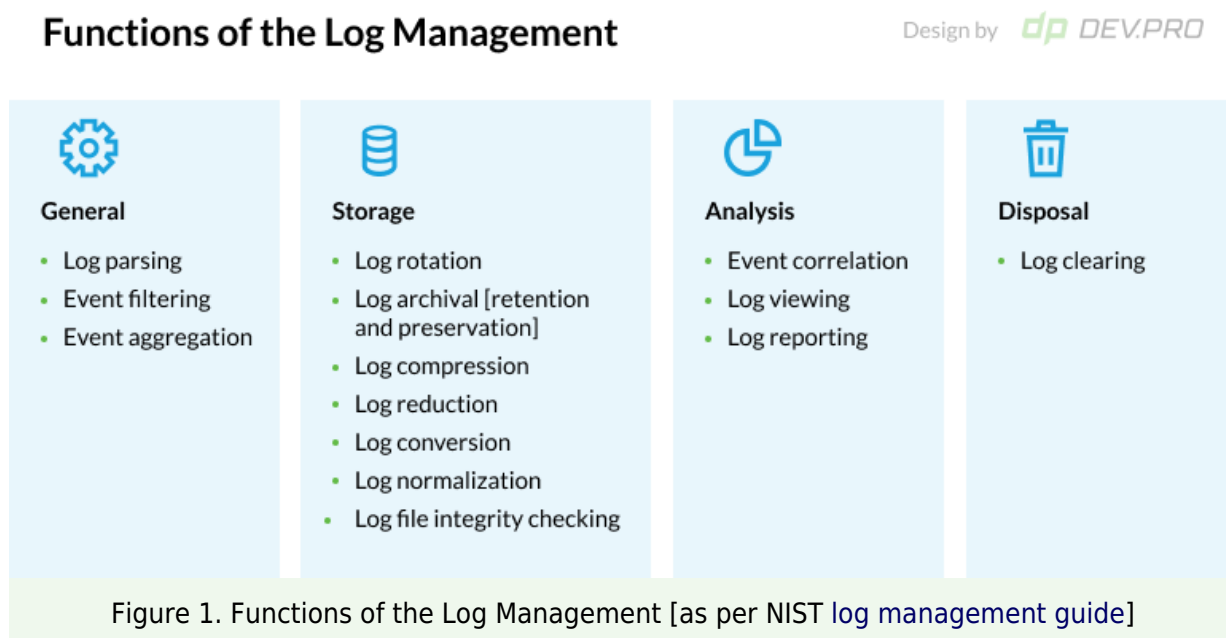 Functions of the Log Management
Design by dp DEV.PRO
General
• Log parsing
• Event filtering
• Event aggregation
Storage
• Log rotation
• Log archival [retention
and preservation]
• Log compression
• Log reduction
• Log conversion
• Log normalization
• Log file integrity checking
Analysis
• Event correlation
• Log viewing
• Log reporting
Disposal
• Log clearing
Figure 1. Functions of the Log Management [as per NIST log management guide]